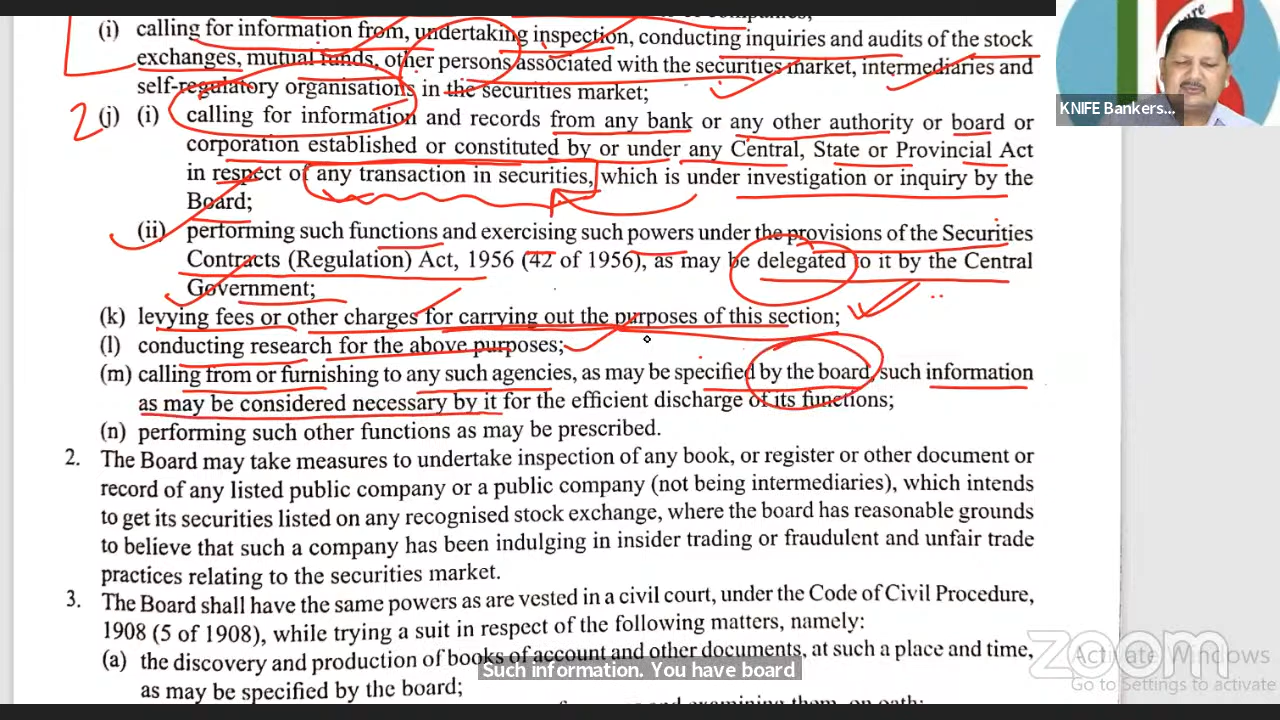 (i) calling for information from, undertaking inspection, conducting inquiries and audits of the stock
exchanges, mutual funds, other persons associated with the securities market, intermediaries and
self-regulatory organisations in the securities market;
KNIFE Bankers...
2 (j) (i) calling for information and records from any bank or any other authority or board or
corporation established or constituted by or under any Central, State or Provincial Act
in respect of any transaction in securities, which is under investigation or inquiry by the
Board;
(ii) performing such functions and exercising such powers under the provisions of the Securities
Contracts (Regulation) Act, 1956 (42 of 1956), as may be delegated to it by the Central
Government;
(k) levying fees or other charges for carrying out the purposes of this section;
(l) conducting research for the above purposes;
(m) calling from or furnishing to any such agencies, as may be specified by the board, such information
as may be considered necessary by it for the efficient discharge of its functions;
(n) performing such other functions as may be prescribed.
2. The Board may take measures to undertake inspection of any book, or register or other document or
record of any listed public company or a public company (not being intermediaries), which intends
to get its securities listed on any recognised stock exchange, where the board has reasonable grounds
to believe that such a company has been indulging in insider trading or fraudulent and unfair trade
practices relating to the securities market.
3. The Board shall have the same powers as are vested in a civil court, under the Code of Civil Procedure,
1908 (5 of 1908), while trying a suit in respect of the following matters, namely:
(a) the discovery and production of books of account and other documents, at such a place and time,
as may be specified by the board;
Such information. You have board
zoom
Activate Windows
Go to Settings to activate